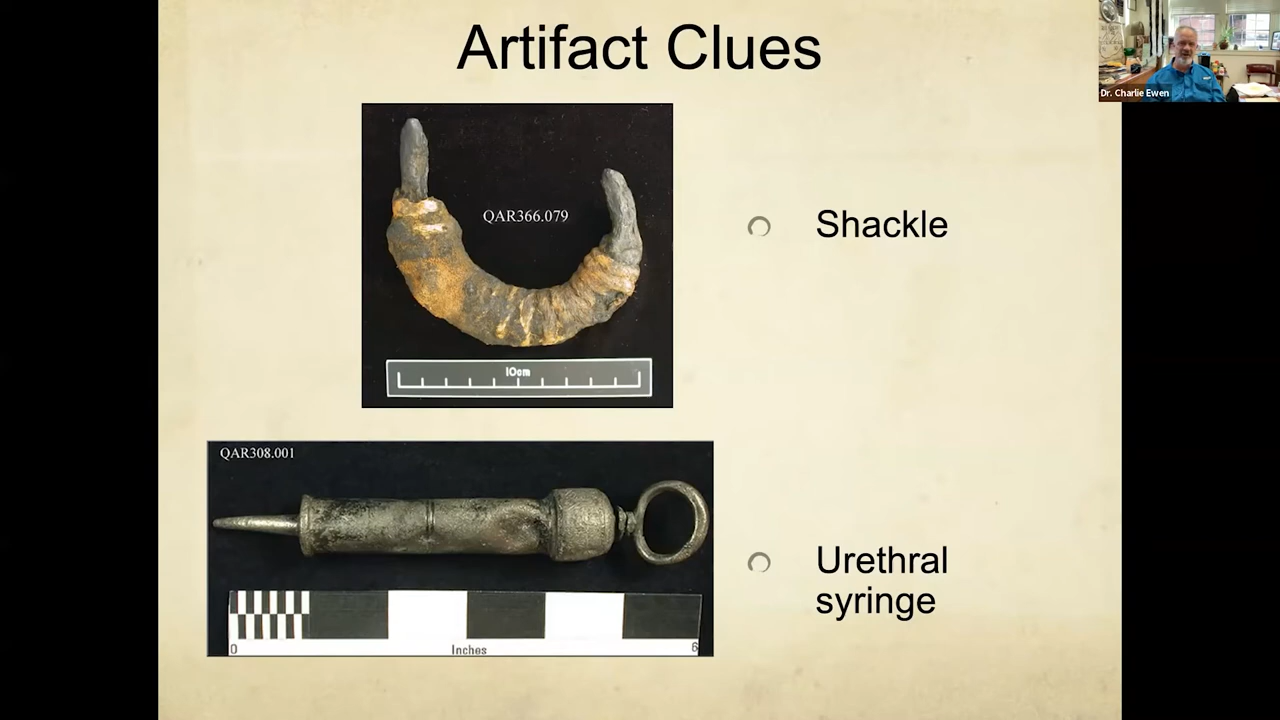 Artifact Clues
Dr. Charlie Ewen
QAR366.079
10cm
Shackle
QAR308.001
Urethral
syringe
0
Inches
6